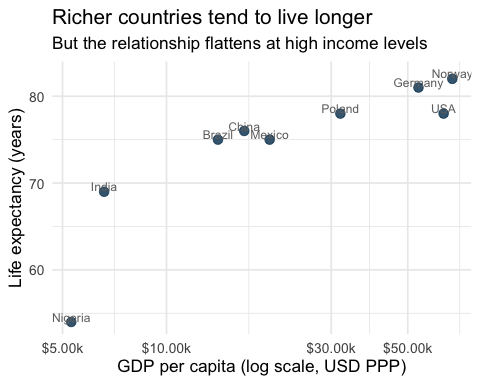 Richer countries tend to live longer
But the relationship flattens at high income levels
Norway
Germany
80
Poland
USA
China
Brazil
Mexico
70
India
60
Nigeria
Life expectancy (years)
$5.00k
$10.00k
$30.00k
$50.00k
GDP per capita (log scale, USD PPP)